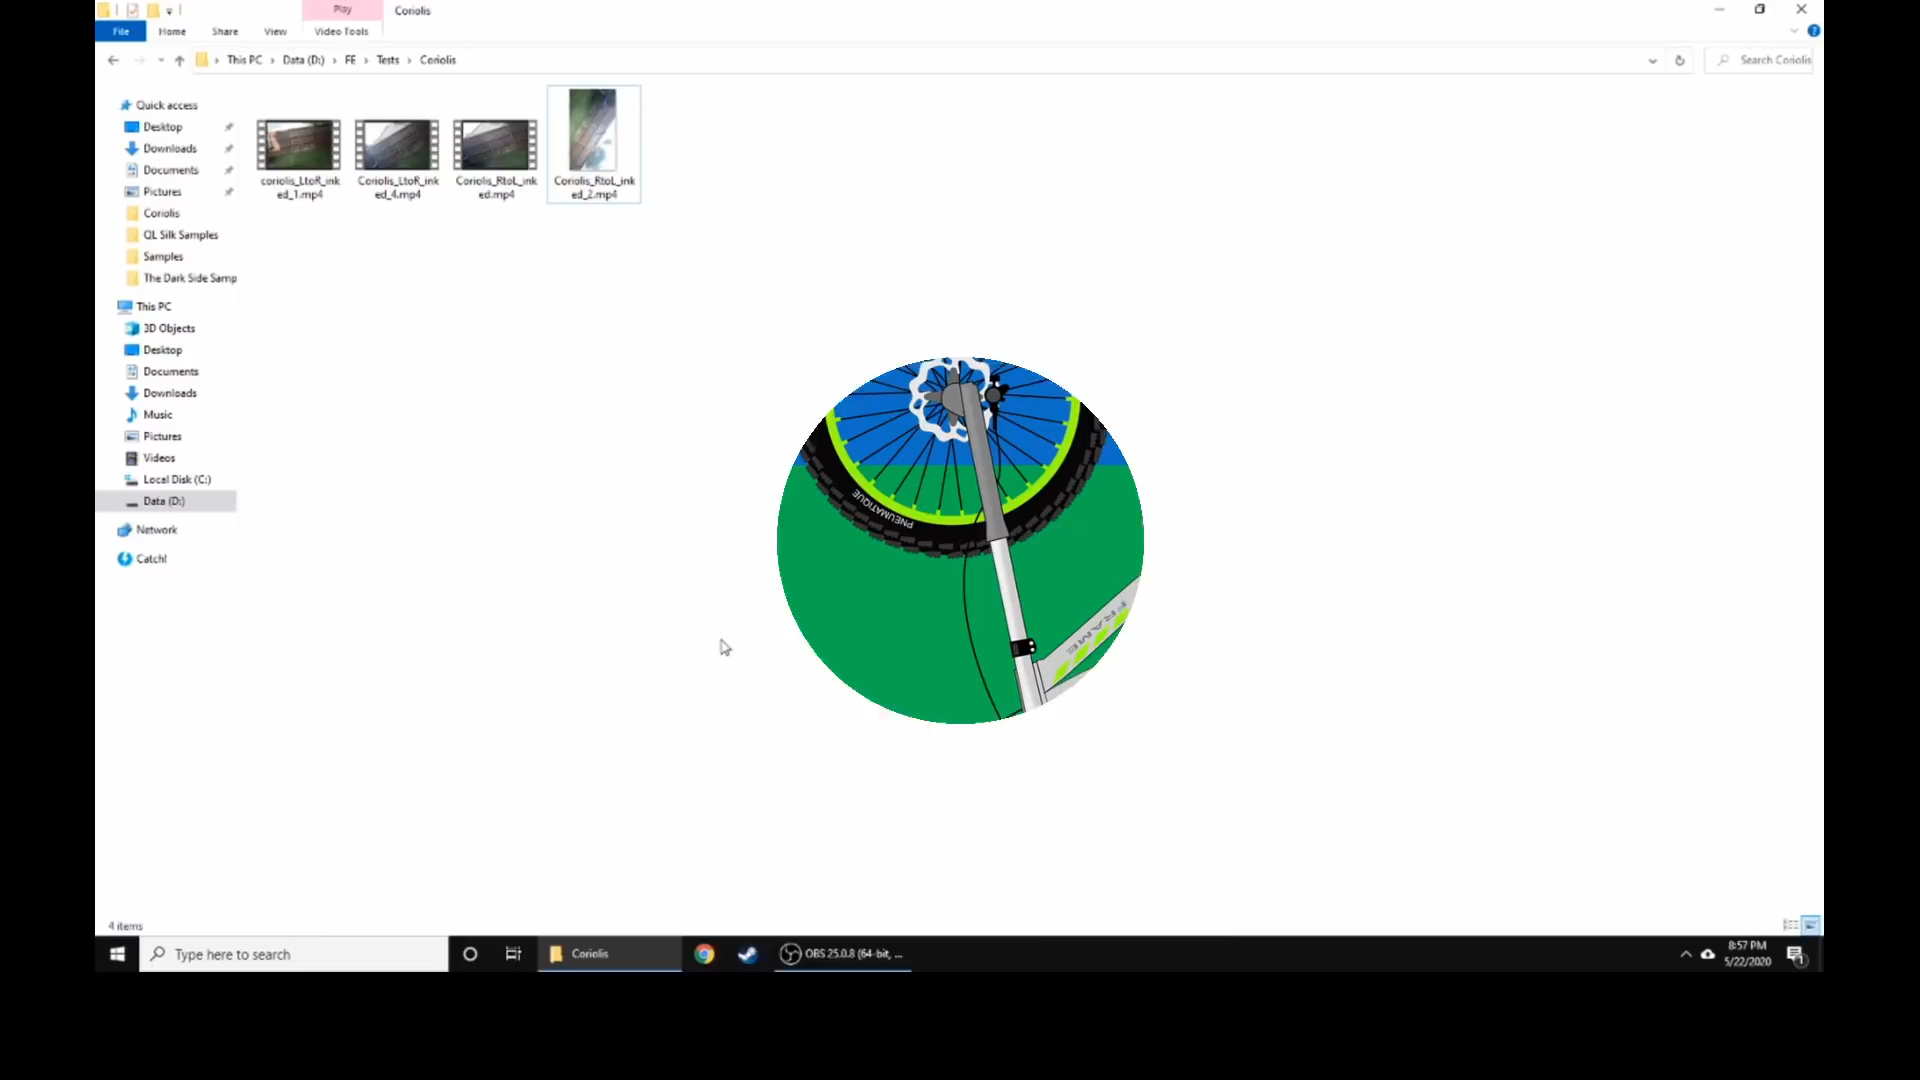 Play
Coriolis
File
Home
Share
View
Video Tools
This PC
Data (D:)
FE
Tests
Coriolis
Search Coriolis
Quick access
Desktop
Downloads
Documents
Pictures
Coriolis
QL Silk Samples
Samples
The Dark Side Samp
This PC
3D Objects
Desktop
Documents
Downloads
Music
Pictures
Videos
Local Disk (C:)
Data (D:)
Network
Catch!
coriolis_LtoR_ink
ed_1.mp4
Coriolis_LtoR_ink
ed_4.mp4
Coriolis_RtoL_ink
ed.mp4
Coriolis_RtoL_ink
ed_2.mp4
PNEUMATIQUE
FRAME
4 items
Type here to search
Coriolis
OBS 25.0.8 (64-bit, ...
8:57 PM
5/22/2020
1